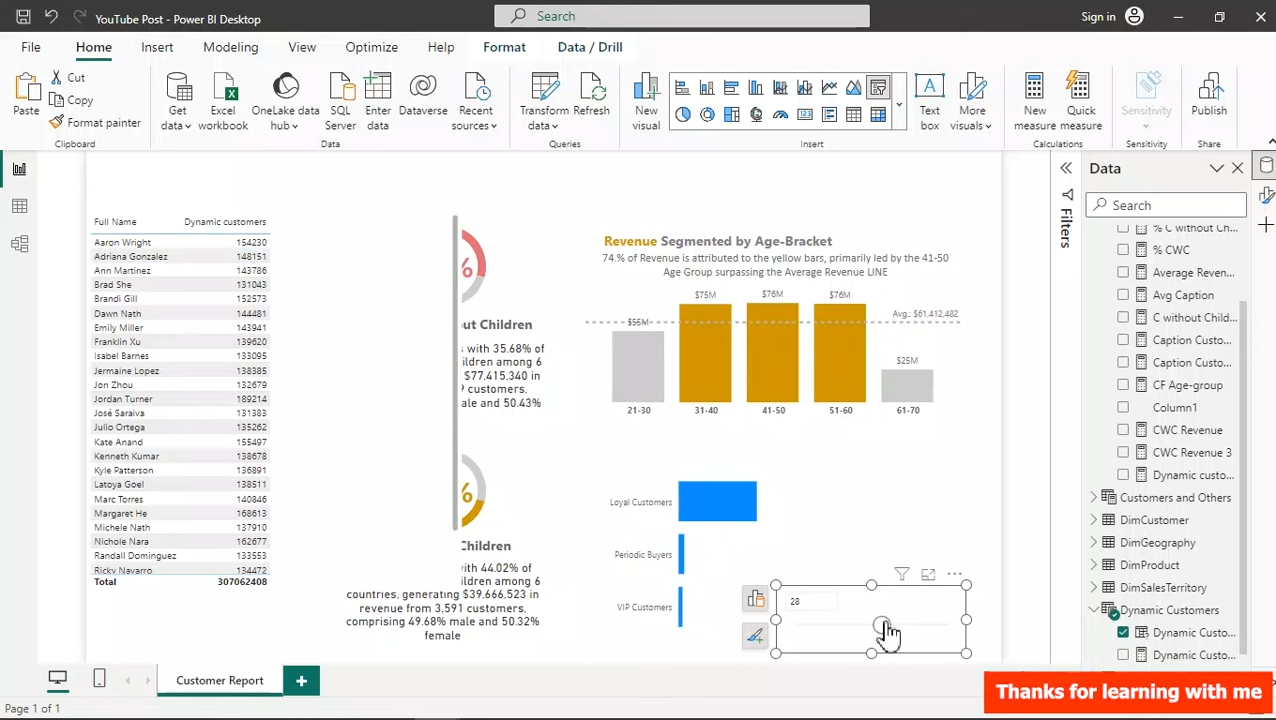 YouTube Post - Power BI Desktop
Search
Sign in
File
Home
Insert
Modeling
View
Optimize
Help
Format
Data / Drill
Paste
Cut
Copy
Format painter
Clipboard
Get data
Excel workbook
OneLake data hub
SQL Server
Enter data
Dataverse
Recent sources
Data
Transform data
Refresh
Queries
New visual
Text box
More visuals
Insert
New measure
Quick measure
Calculations
Sensitivity
Sensitivity
Publish
Share
Full Name Dynamic customers
Aaron Wright 154230
Adriana Gonzalez 148151
Ann Martinez 143786
Brad She 131043
Brandi Gill 152573
Dawn Nath 144481
Emily Miller 143941
Franklin Xu 139620
Isabel Barnes 133095
Jermaine Lopez 138385
Jon Zhou 132679
Jordan Turner 189214
José Saraiva 131383
Julio Ortega 135262
Kate Anand 155497
Kenneth Kumar 138678
Kyle Patterson 136891
Latoya Goel 138511
Marc Torres 140846
Margaret He 168613
Michele Nath 137910
Nichole Nara 162677
Randall Dominguez 133553
Ricky Navarro 134472
Total 307062408
%
ut Children
s with 35.68% of
ildren among 6
$77,415,340 in
customers,
ale and 50.43%
%
Children
ith 44.02% of
ildren among 6
countries, generating $39,666,523 in
revenue from 3,591 customers,
comprising 49.68% male and 50.32%
female
Revenue Segmented by Age-Bracket
74.% of Revenue is attributed to the yellow bars, primarily led by the 41-50
Age Group surpassing the Average Revenue LINE
$55M
$75M
$76M
$76M
$25M
Avg.: $61,412,482
21-30
31-40
41-50
51-60
61-70
Loyal Customers
Periodic Buyers
VIP Customers
28
Filters
Data
Search
% C without Ch...
% CWC
Average Reven...
Avg Caption
C without Child...
Caption Custo...
Caption Custo...
CF Age-group
Column1
CWC Revenue
CWC Revenue 3
Dynamic custo...
Customers and Others
DimCustomer
DimGeography
DimProduct
DimSalesTerritory
Dynamic Customers
Dynamic Custo...
Dynamic Custo...
Customer Report
Page 1 of 1
Thanks for learning with me